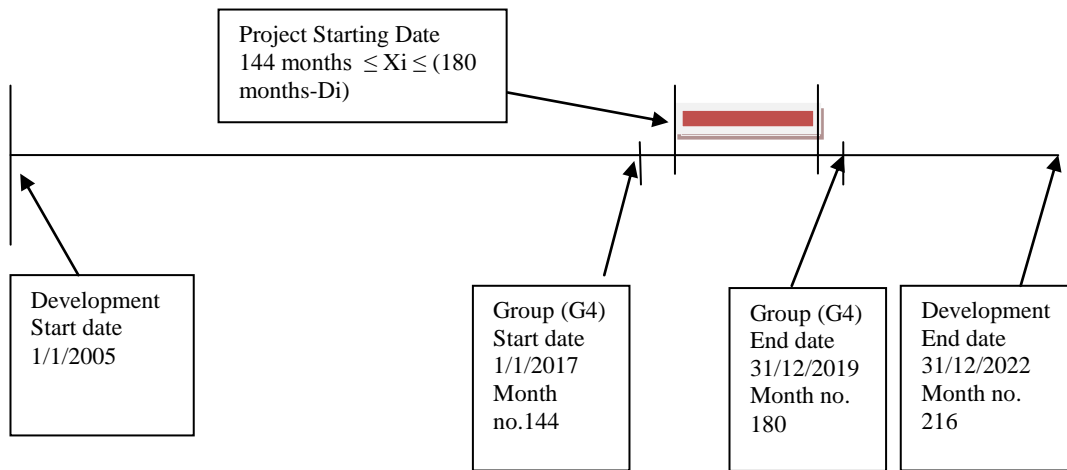 Project Starting Date
144 months ≤ Xi ≤ (180
months-Di)
Development
Start date
1/1/2005
Group (G4)
Start date
1/1/2017
Month
no.144
Group (G4)
End date
31/12/2019
Month no.
180
Development
End date
31/12/2022
Month no.
216